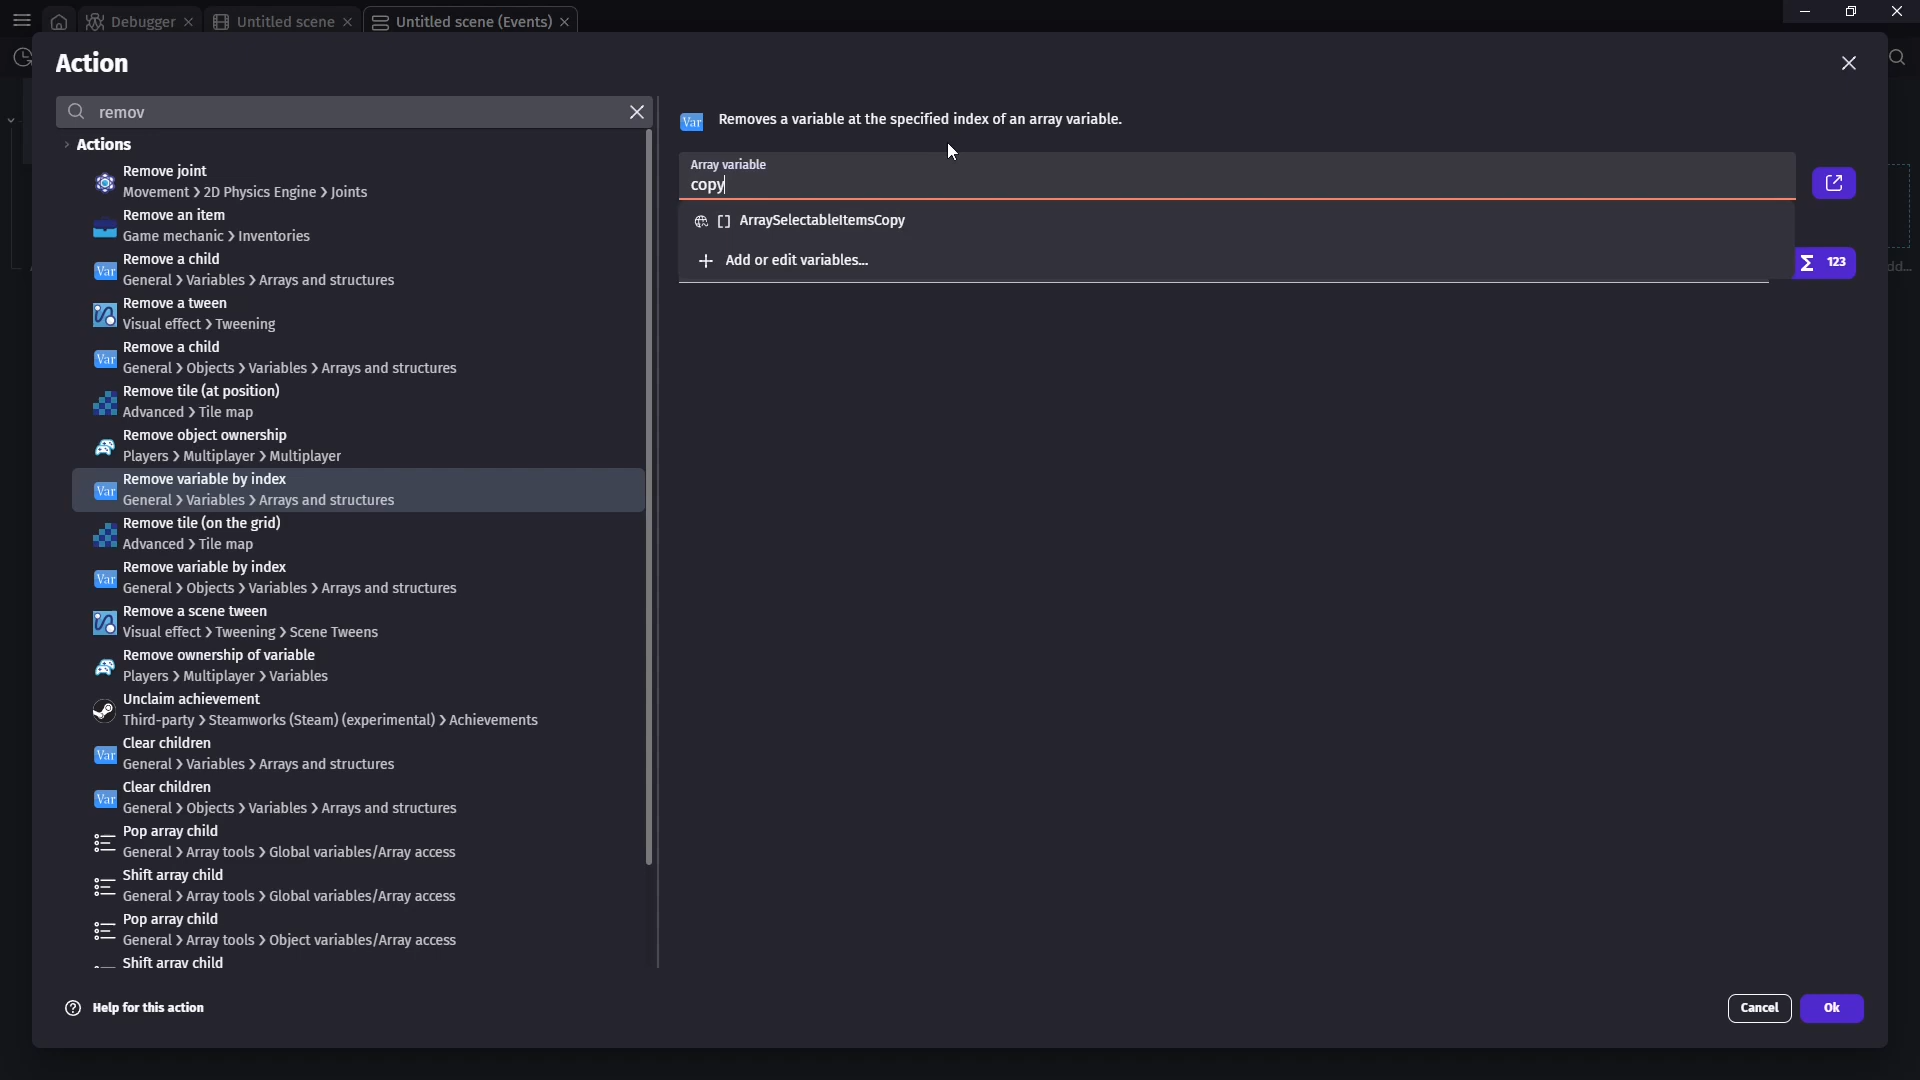 Debugger
Untitled scene
Untitled scene (Events)
Action
remov
Actions
Remove joint
Movement > 2D Physics Engine > Joints
Remove an item
Game mechanic > Inventories
Var Remove a child
General > Variables > Arrays and structures
Remove a tween
Visual effect > Tweening
Var Remove a child
General > Objects > Variables > Arrays and structures
Remove tile (at position)
Advanced > Tile map
Remove object ownership
Players > Multiplayer > Multiplayer
Var Remove variable by index
General > Variables > Arrays and structures
Remove tile (on the grid)
Advanced > Tile map
Var Remove variable by index
General > Objects > Variables > Arrays and structures
Remove a scene tween
Visual effect > Tweening > Scene Tweens
Remove ownership of variable
Players > Multiplayer > Variables
Unclaim achievement
Third-party > Steamworks (Steam) (experimental) > Achievements
Var Clear children
General > Variables > Arrays and structures
Var Clear children
General > Objects > Variables > Arrays and structures
Pop array child
General > Array tools > Global variables/Array access
Shift array child
General > Array tools > Global variables/Array access
Pop array child
General > Array tools > Object variables/Array access
Shift array child
Var Removes a variable at the specified index of an array variable.
Array variable
copy
[] ArraySelectableItemsCopy
+ Add or edit variables...
Σ 123
dd...
Help for this action
Cancel
Ok